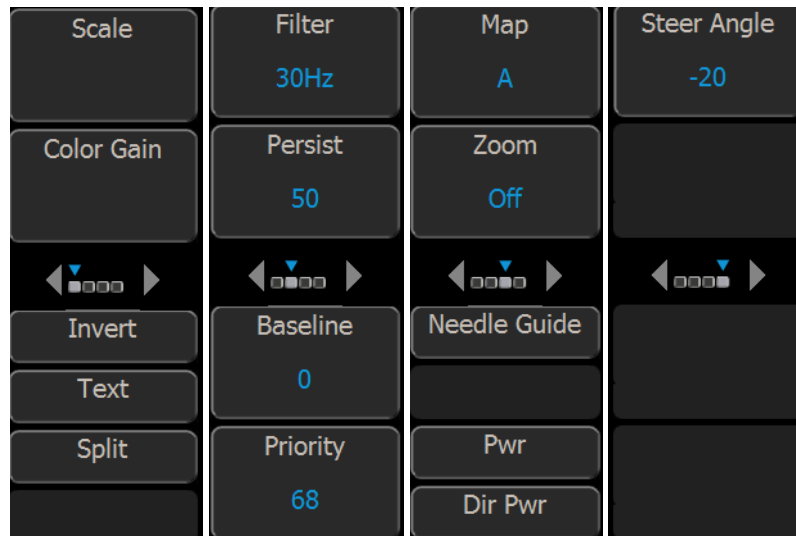 Scale
Color Gain
Invert
Text
Split
Filter
30Hz
Persist
50
Baseline
0
Priority
68
Map
A
Zoom
Off
Needle Guide
Pwr
Dir Pwr
Steer Angle
-20